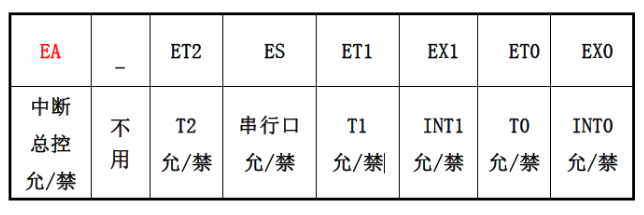 EA _ ET2 ES ET1 EX1 ET0 EX0
中断 不 T2 串行口 T1 INT1 T0 INT0
总控 用 允/禁 允/禁 允/禁 允/禁 允/禁 允/禁
允/禁